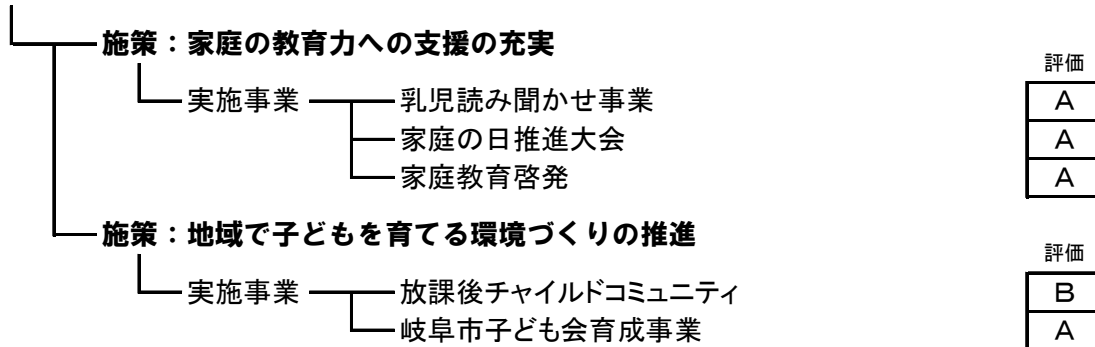 施策：家庭の教育力への支援の充実
評価
実施事業 乳児読み聞かせ事業 A
家庭の日推進大会 A
家庭教育啓発 A
施策：地域で子どもを育てる環境づくりの推進
評価
実施事業 放課後チャイルドコミュニティ B
岐阜市子ども会育成事業 A